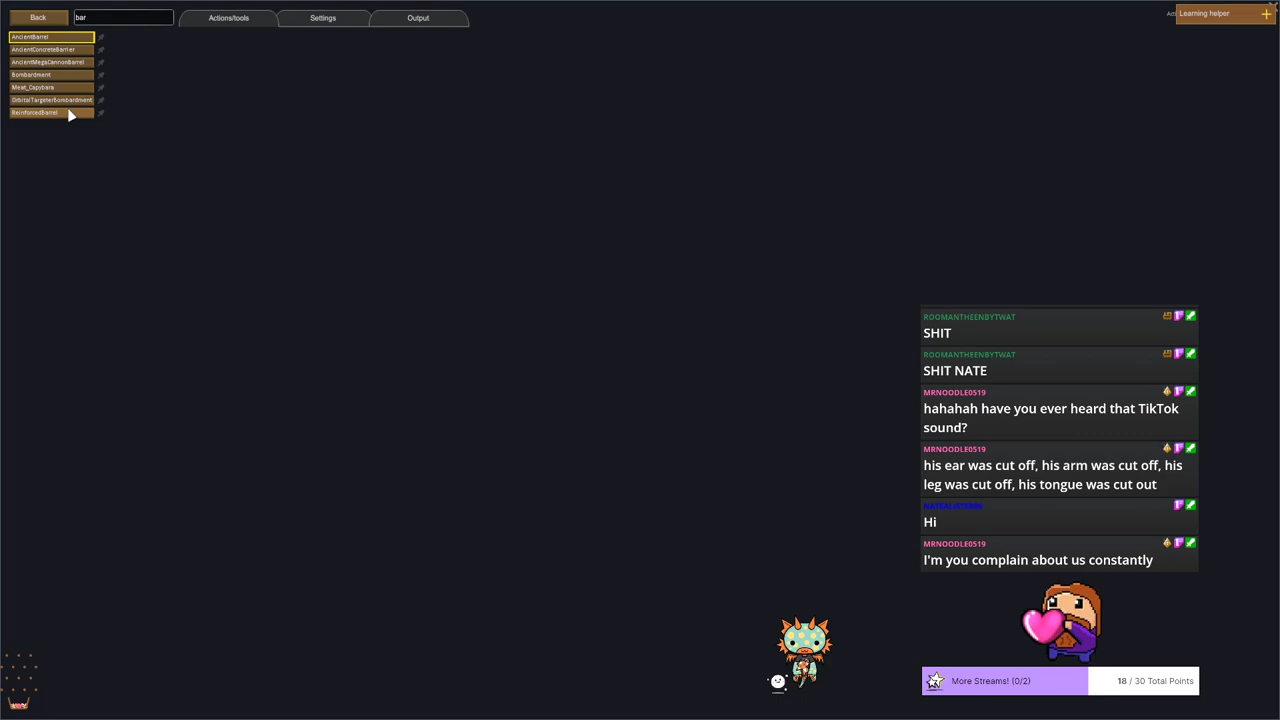 Back
bar
Actions/tools
Settings
Output
Learning helper
AncientBarrel
AncientConcreteBarrier
AncientMegaCannonBarrel
Bombardment
Meat_Capybara
OrbitalTargeterBombardment
ReinforcedBarrel
ROOMANTHEENBYTWAT
SHIT
ROOMANTHEENBYTWAT
SHIT NATE
MRNOODLE0519
hahahah have you ever heard that TikTok
sound?
MRNOODLE0519
his ear was cut off, his arm was cut off, his
leg was cut off, his tongue was cut out
Hi
MRNOODLE0519
I'm you complain about us constantly
More Streams! (0/2)
18 / 30 Total Points